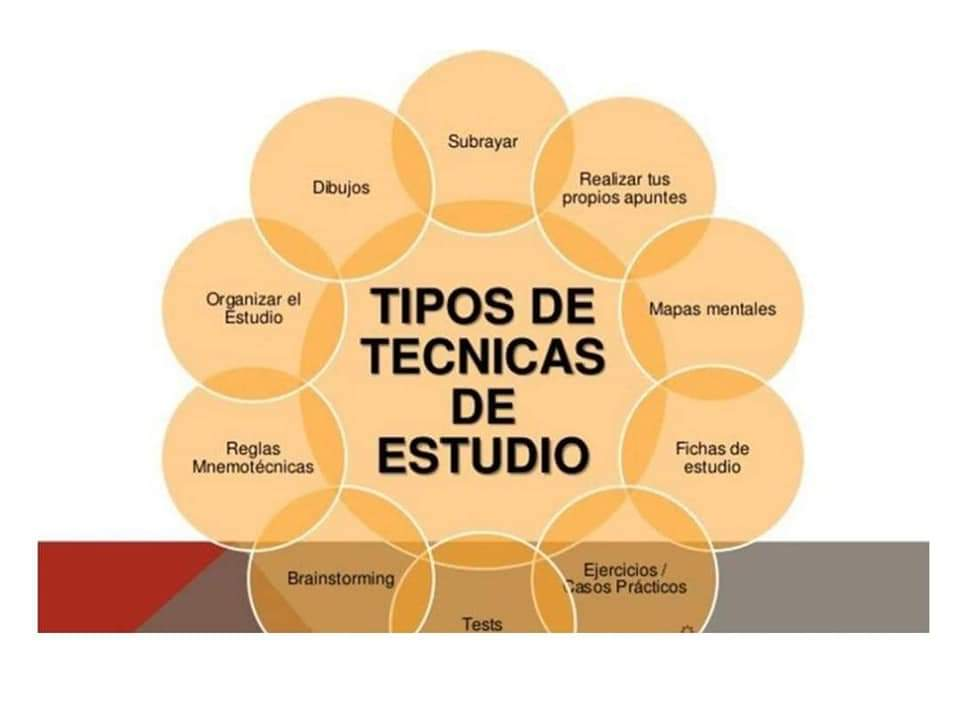 Subrayar
Realizar tus
propios apuntes
Mapas mentales
Fichas de
estudio
Ejercicios /
Casos Prácticos
Tests
Brainstorming
Reglas
Mnemotécnicas
Organizar el
Estudio
Dibujos
TIPOS DE
TECNICAS
DE
ESTUDIO